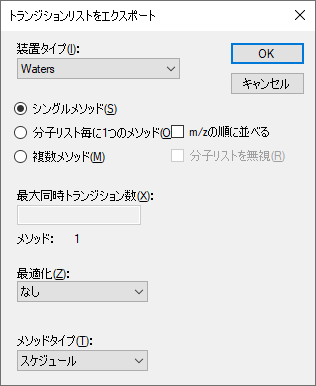 トランジションリストをエクスポート
装置タイプ(I):
Waters
OK
キャンセル
シングルメソッド(S)
分子リスト毎に1つのメソッド(O
m/zの順に並べる
複数メソッド(M)
分子リストを無視(R)
最大同時トランジション数(X):
メソッド: 1
最適化(Z):
なし
メソッドタイプ(T):
スケジュール